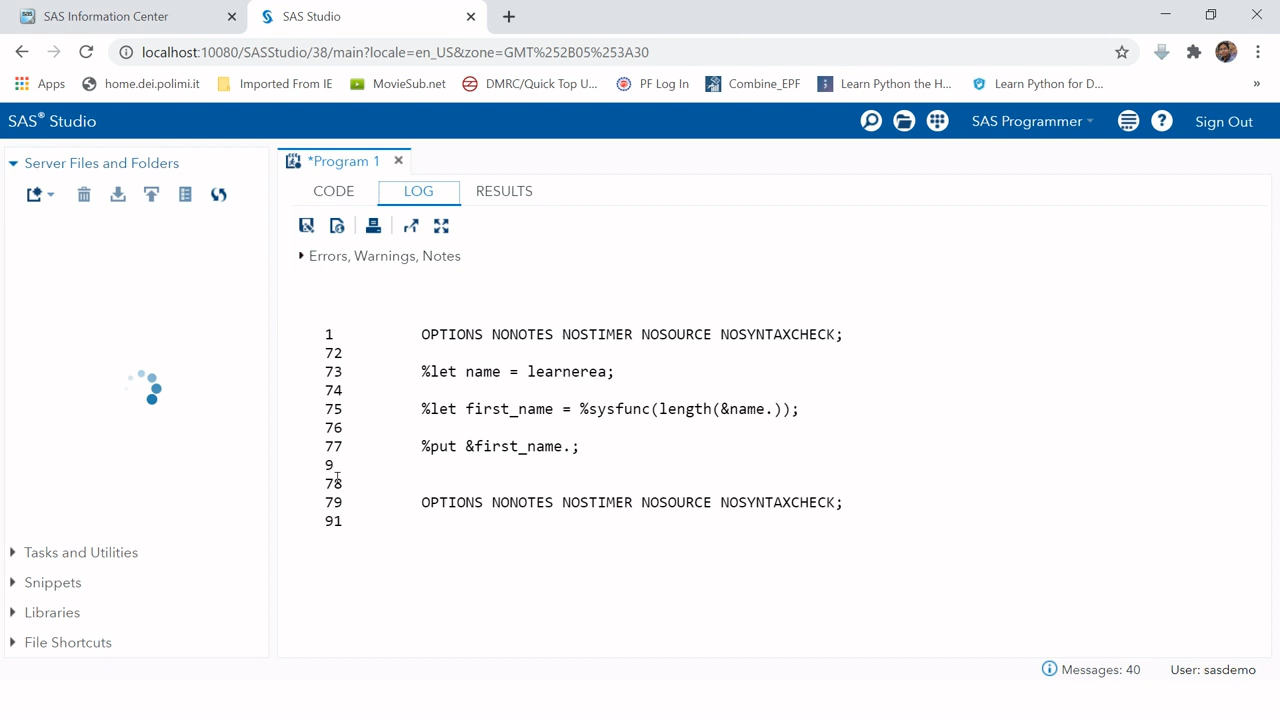 SAS Information Center
SAS Studio
localhost:10080/SASStudio/38/main?locale=en_US&zone=GMT%252B05%253A30
Apps
home.dei.polimi.it
Imported From IE
MovieSub.net
DMRC/Quick Top U...
PF Log In
Combine_EPF
Learn Python the H...
Learn Python for D...
»
SAS® Studio
SAS Programmer
Sign Out
Server Files and Folders
*Program 1
CODE
LOG
RESULTS
Errors, Warnings, Notes
1 OPTIONS NONOTES NOSTIMER NOSOURCE NOSYNTAXCHECK;
72
73 %let name = learnerea;
74
75 %let first_name = %sysfunc(length(&name.));
76
77 %put &first_name.;
9
78
79 OPTIONS NONOTES NOSTIMER NOSOURCE NOSYNTAXCHECK;
91
Tasks and Utilities
Snippets
Libraries
File Shortcuts
Messages: 40
User: sasdemo